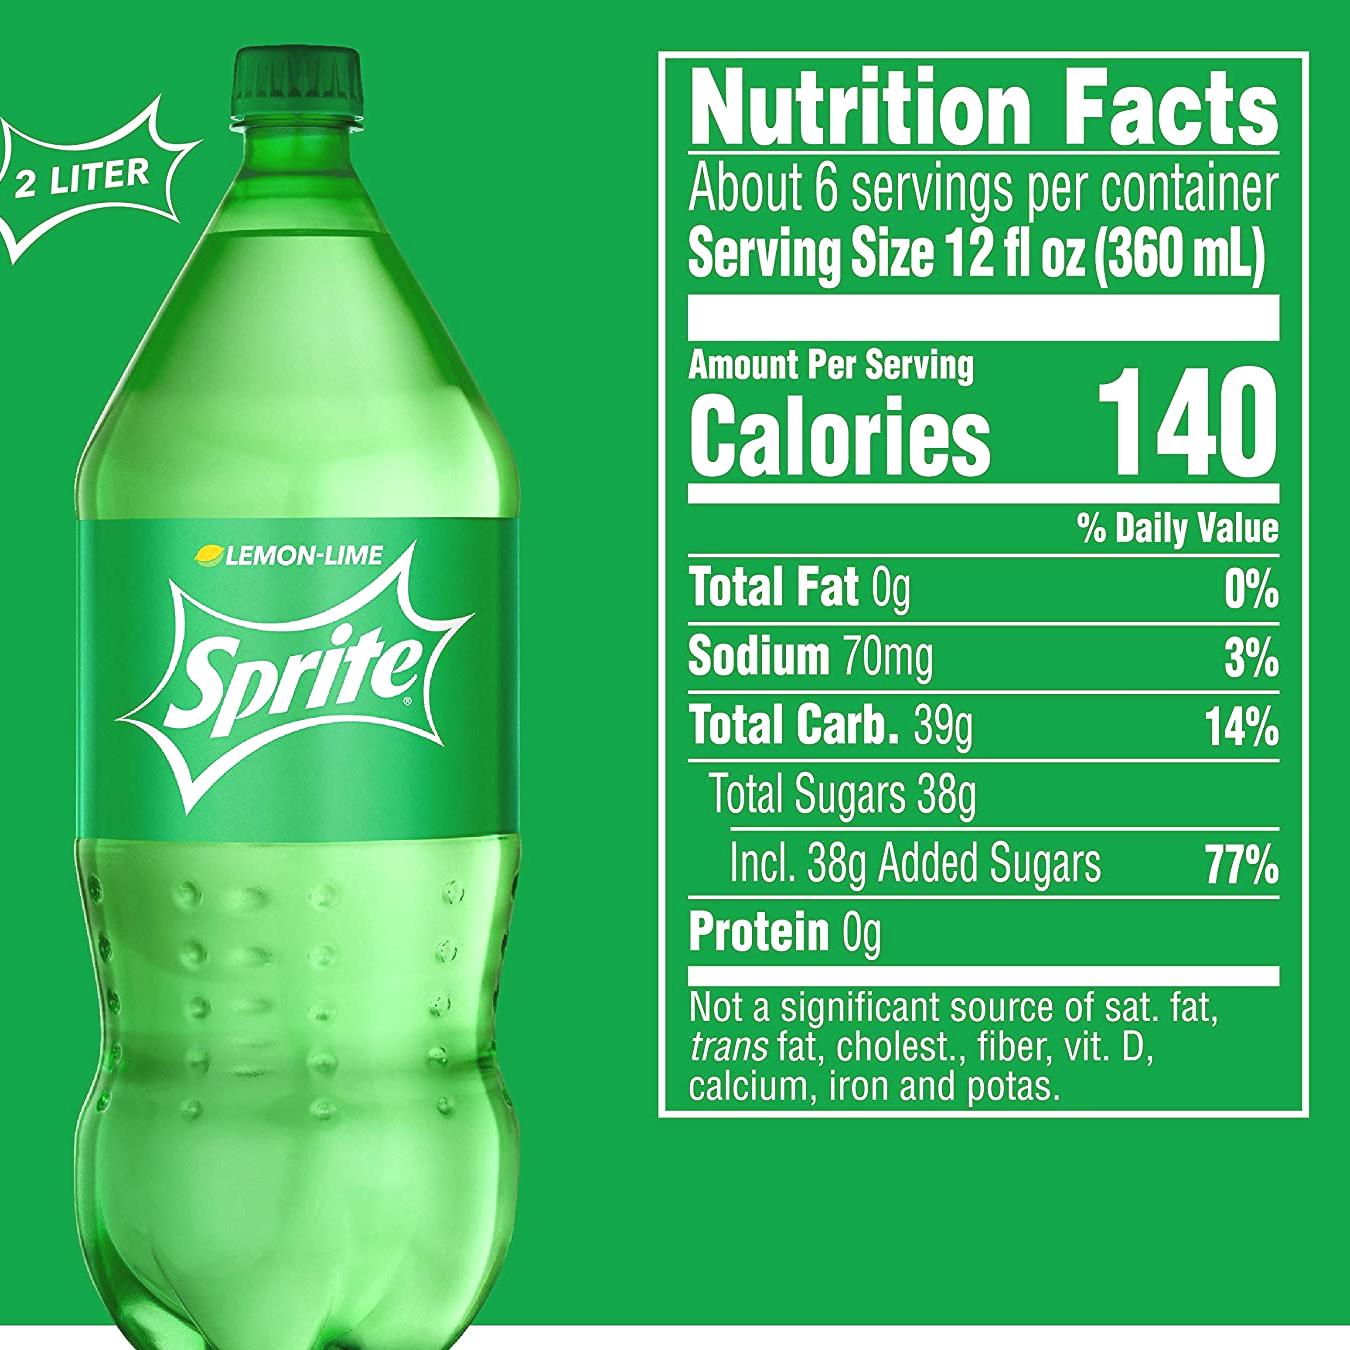 2 LITER
LEMON-LIME
Sprite®
Nutrition Facts
About 6 servings per container
Serving Size 12 fl oz (360 mL)
Amount Per Serving
Calories 140
% Daily Value
Total Fat 0g 0%
Sodium 70mg 3%
Total Carb. 39g 14%
Total Sugars 38g
Incl. 38g Added Sugars 77%
Protein 0g
Not a significant source of sat. fat,
trans fat, cholest., fiber, vit. D,
calcium, iron and potas.